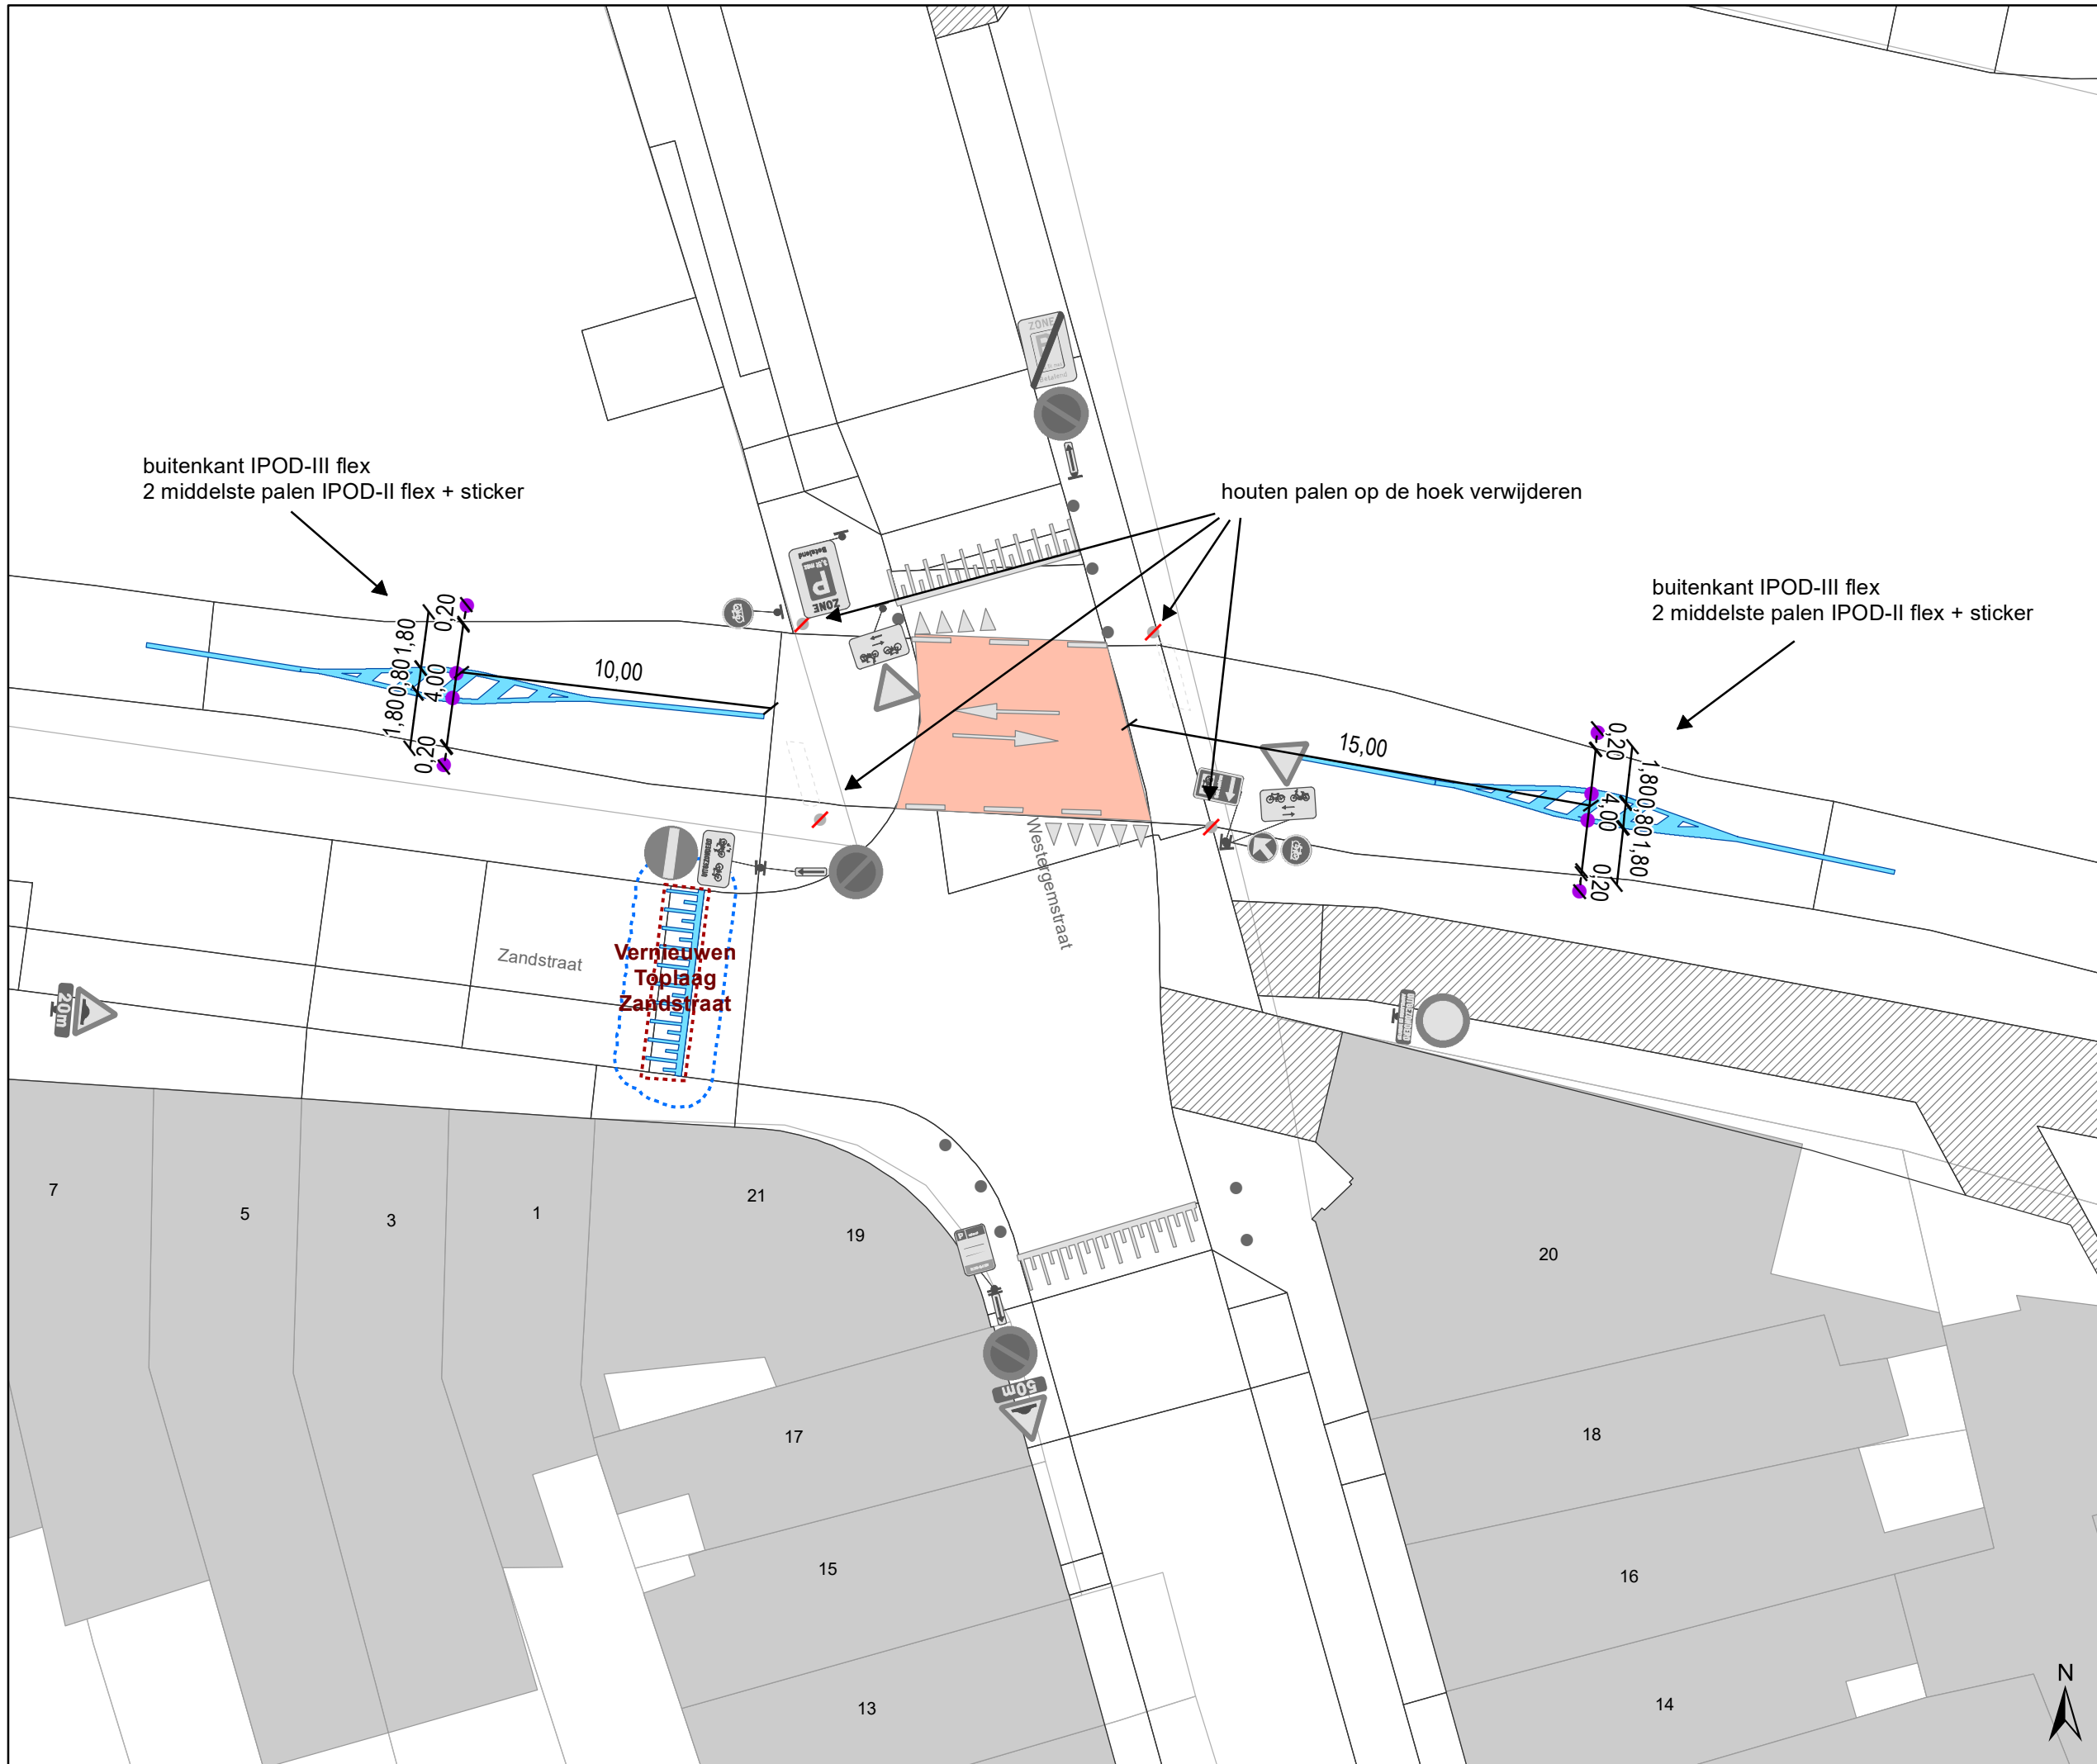 ZONE
buitenkant IPOD-III flex
2 middelste palen IPOD-II flex + sticker
houten palen op de hoek verwijderen
Betalend
P
ZONE
buitenkant IPOD-III flex
2 middelste palen IPOD-II flex + sticker
0,20
1,80
0,80
4,00
1,80
0,20
10,00
15,00
0,20
1,80
0,80
4,00
1,80
0,20
Westergemstraat
Zandstraat
Vernieuwen
Toplaag
Zandstraat
20m
7
5
3
1
21
19
20
P
50m
17
18
15
16
13
14
N